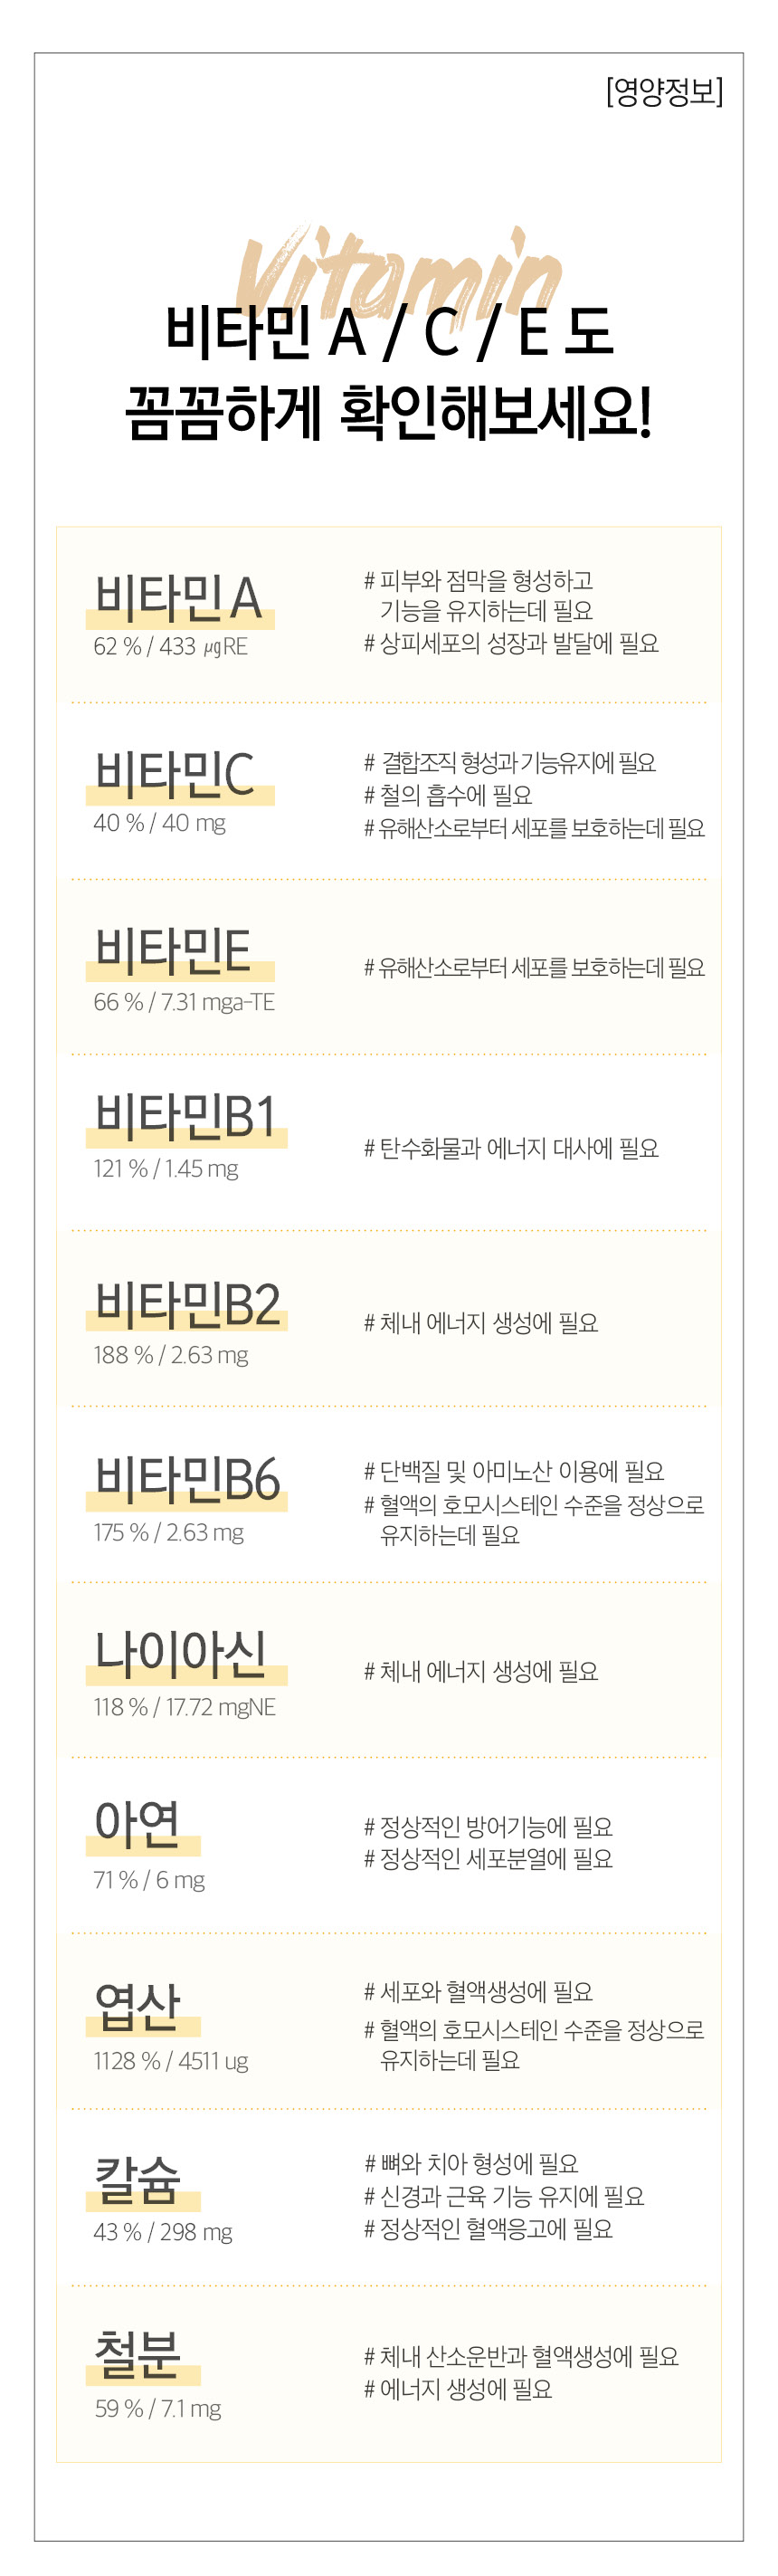 [영양정보]
Vitamin
비타민 A / C / E 도
꼼꼼하게 확인해보세요!
비타민 A
62 % / 433 ㎍RE
# 피부와 점막을 형성하고
기능을 유지하는데 필요
# 상피세포의 성장과 발달에 필요
비타민C
40 % / 40 mg
# 결합조직 형성과 기능유지에 필요
# 철의 흡수에 필요
# 유해산소로부터 세포를 보호하는데 필요
비타민E
66 % / 7.31 mga-TE
# 유해산소로부터 세포를 보호하는데 필요
비타민B1
121 % / 1.45 mg
# 탄수화물과 에너지 대사에 필요
비타민B2
188 % / 2.63 mg
# 체내 에너지 생성에 필요
비타민B6
175 % / 2.63 mg
# 단백질 및 아미노산 이용에 필요
# 혈액의 호모시스테인 수준을 정상으로
유지하는데 필요
나이아신
118 % / 17.72 mgNE
# 체내 에너지 생성에 필요
아연
71 % / 6 mg
# 정상적인 방어기능에 필요
# 정상적인 세포분열에 필요
엽산
1128 % / 4511 ug
# 세포와 혈액생성에 필요
# 혈액의 호모시스테인 수준을 정상으로
유지하는데 필요
칼슘
43 % / 298 mg
# 뼈와 치아 형성에 필요
# 신경과 근육 기능 유지에 필요
# 정상적인 혈액응고에 필요
철분
59 % / 7.1 mg
# 체내 산소운반과 혈액생성에 필요
# 에너지 생성에 필요